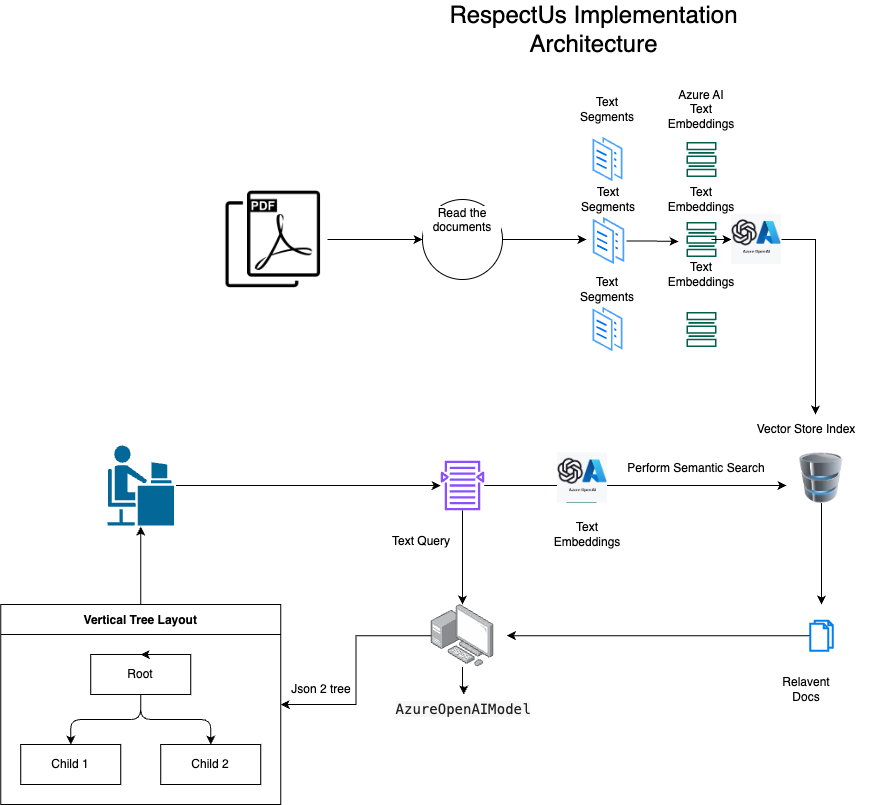 RespectUs Implementation
Architecture
Text
Segments
Azure AI
Text
Embeddings
PDF
Read the
documents
Text
Segments
Text
Embeddings
Azure OpenAI
Text
Segments
Text
Embeddings
Vector Store Index
Azure OpenAI
Perform Semantic Search
Text Query
Text
Embeddings
Vertical Tree Layout
Root
Child 1
Child 2
Json 2 tree
AzureOpenAIModel
Relavent
Docs